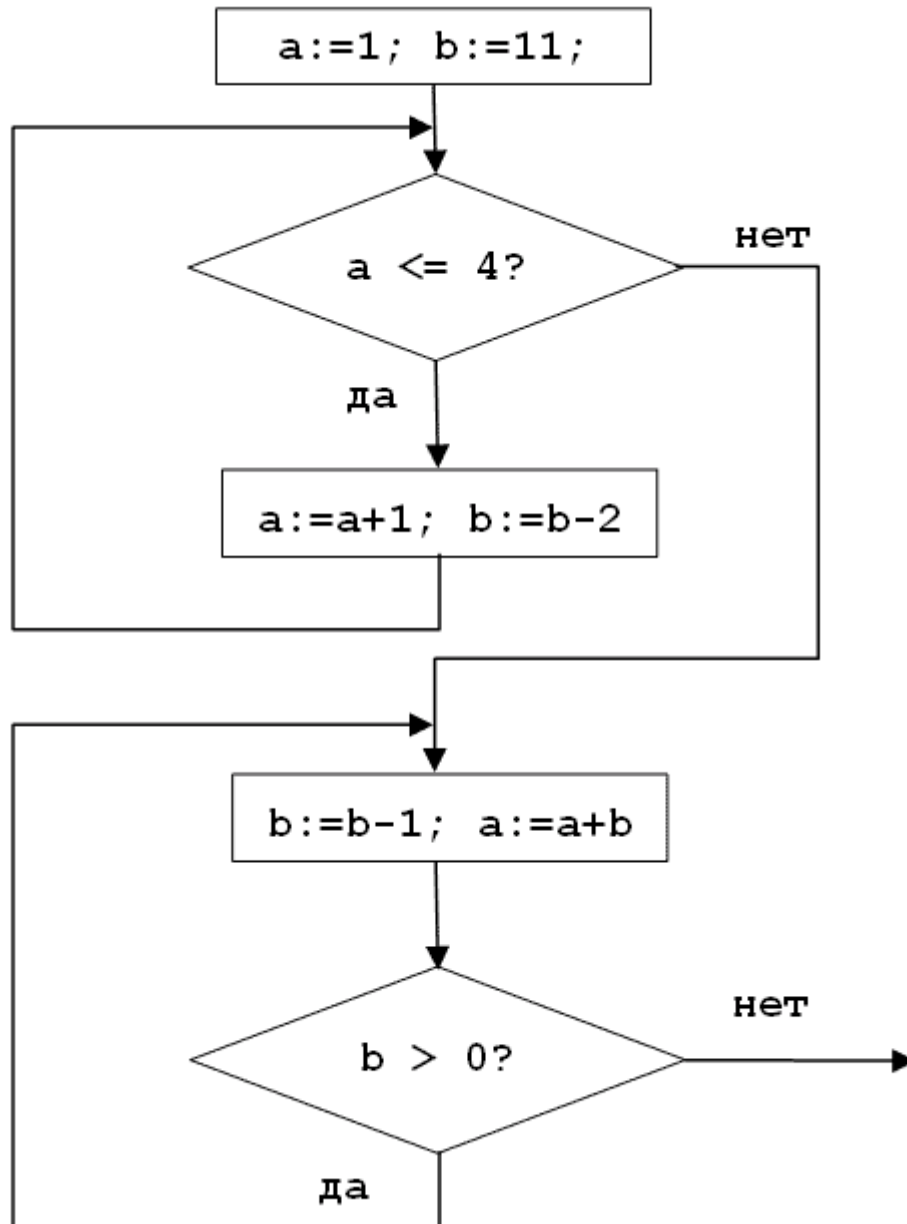 a:=1; b:=11;
нет
a <= 4?
да
a:=a+1; b:=b-2
b:=b-1; a:=a+b
нет
b > 0?
да